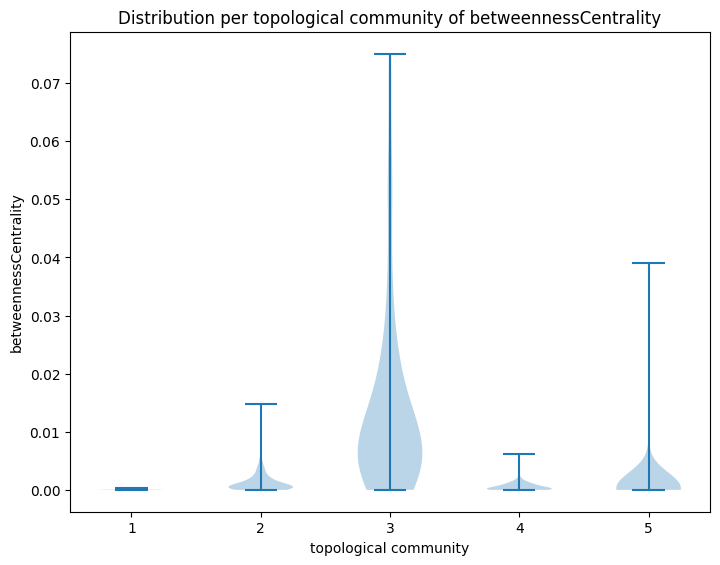 Distribution per topological community of betweennessCentrality
betweennessCentrality
0.07
0.06
0.05
0.04
0.03
0.02
0.01
0.00
1 2 3 4 5
topological community